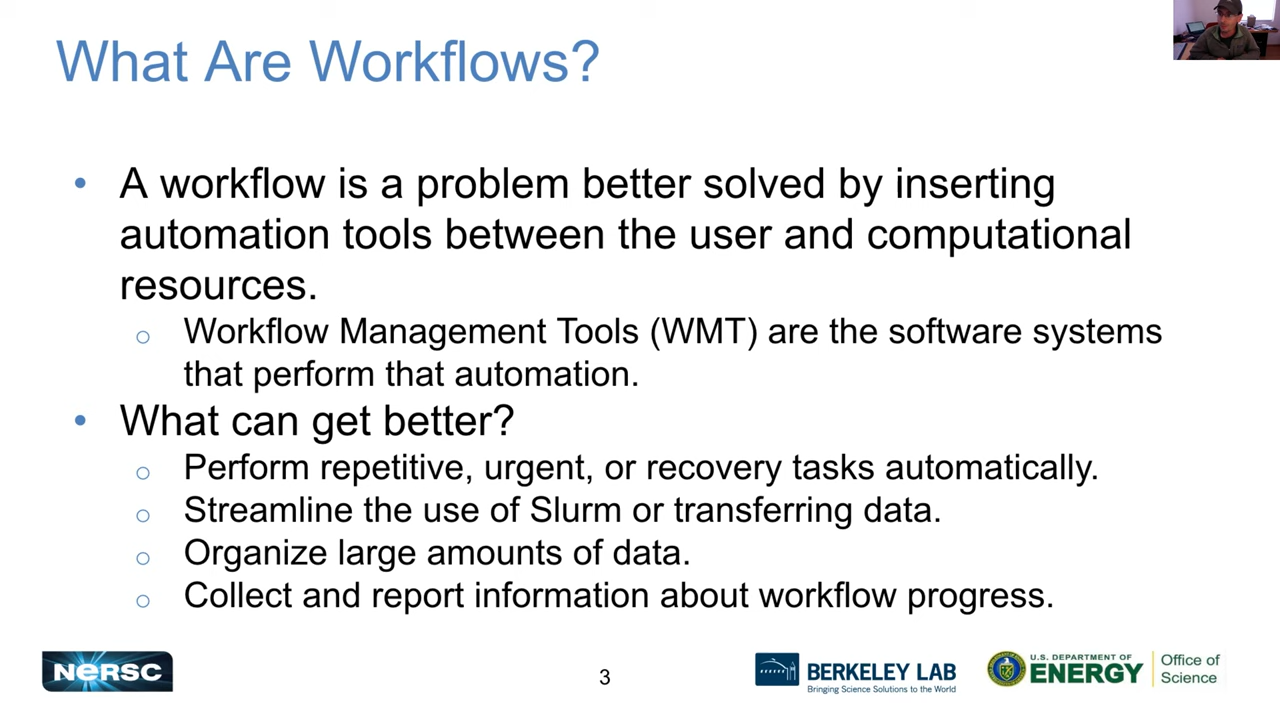 What Are Workflows?
• A workflow is a problem better solved by inserting
automation tools between the user and computational
resources.
○ Workflow Management Tools (WMT) are the software systems
that perform that automation.
• What can get better?
○ Perform repetitive, urgent, or recovery tasks automatically.
○ Streamline the use of Slurm or transferring data.
○ Organize large amounts of data.
○ Collect and report information about workflow progress.
NERSC
3
BERKELEY LAB
Bringing Science Solutions to the World
U.S. DEPARTMENT OF
ENERGY
Office of
Science